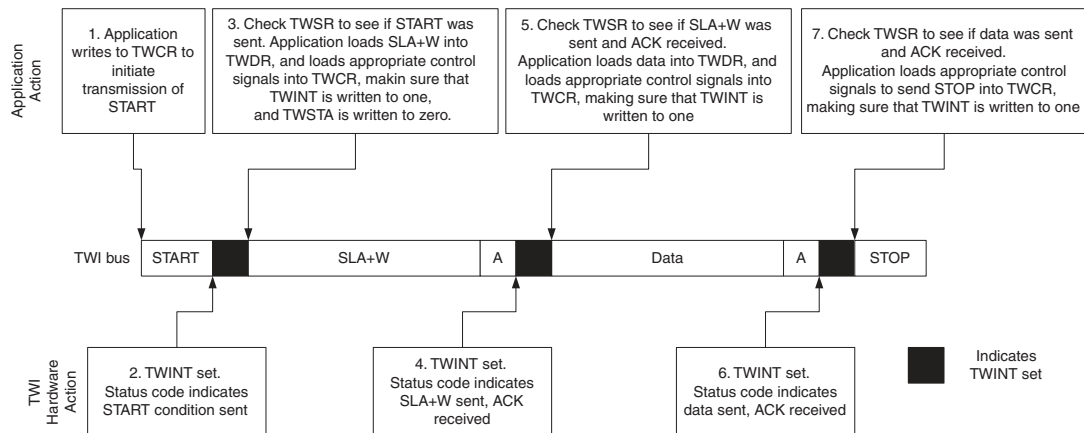 Application
Action
1. Application
writes to TWCR to
initiate
transmission of
START
3. Check TWSR to see if START was
sent. Application loads SLA+W into
TWDR, and loads appropriate control
signals into TWCR, makin sure that
TWINT is written to one,
and TWSTA is written to zero.
5. Check TWSR to see if SLA+W was
sent and ACK received.
Application loads data into TWDR, and
loads appropriate control signals into
TWCR, making sure that TWINT is
written to one
7. Check TWSR to see if data was sent
and ACK received.
Application loads appropriate control
signals to send STOP into TWCR,
making sure that TWINT is written to one
TWI bus
START
SLA+W
A
Data
A
STOP
TWI
Hardware
Action
2. TWINT set.
Status code indicates
START condition sent
4. TWINT set.
Status code indicates
SLA+W sent, ACK
received
6. TWINT set.
Status code indicates
data sent, ACK received
Indicates
TWINT set